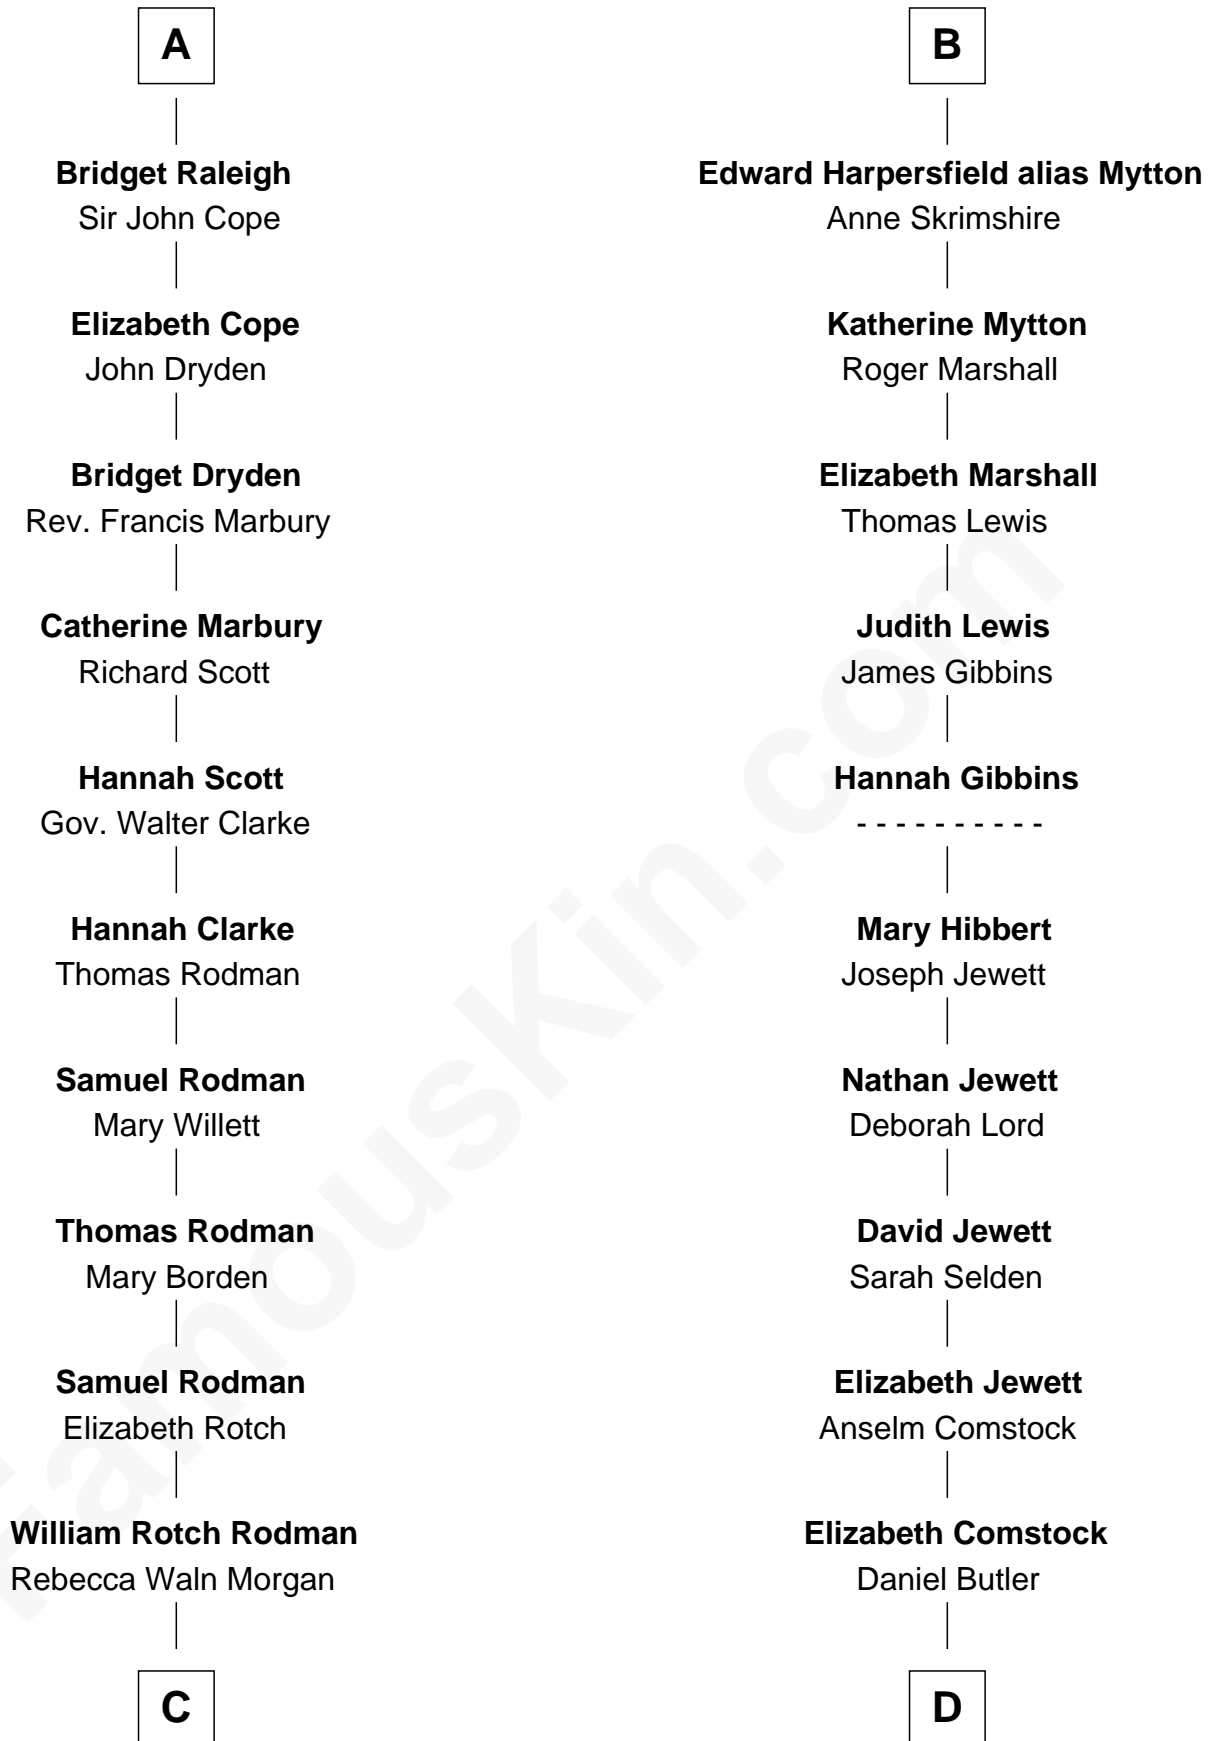 A
Bridget Raleigh
Sir John Cope
Elizabeth Cope
John Dryden
Bridget Dryden
Rev. Francis Marbury
Catherine Marbury
Richard Scott
Hannah Scott
Gov. Walter Clarke
Hannah Clarke
Thomas Rodman
Samuel Rodman
Mary Willett
Thomas Rodman
Mary Borden
Samuel Rodman
Elizabeth Rotch
William Rotch Rodman
Rebecca Waln Morgan
C
B
Edward Harpersfield alias Mytton
Anne Skrimshire
Katherine Mytton
Roger Marshall
Elizabeth Marshall
Thomas Lewis
Judith Lewis
James Gibbins
Hannah Gibbins
- - - - - - - - - -
Mary Hibbert
Joseph Jewett
Nathan Jewett
Deborah Lord
David Jewett
Sarah Selden
Elizabeth Jewett
Anselm Comstock
Elizabeth Comstock
Daniel Butler
D
FamousKin.com